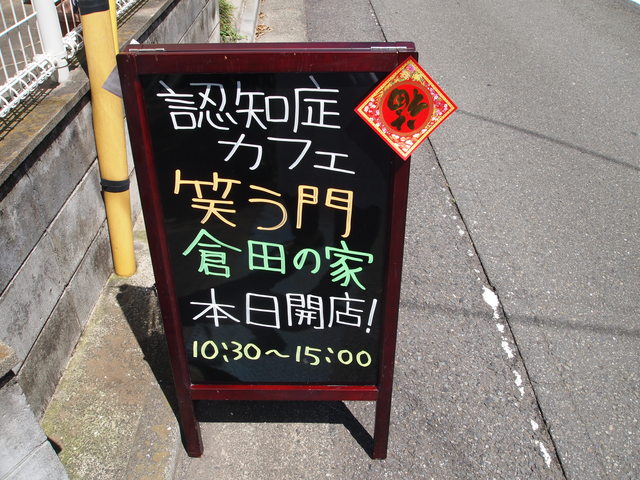 認知症
カフェ
笑う門
倉田の家
本日開店!
10:30~15:00
福